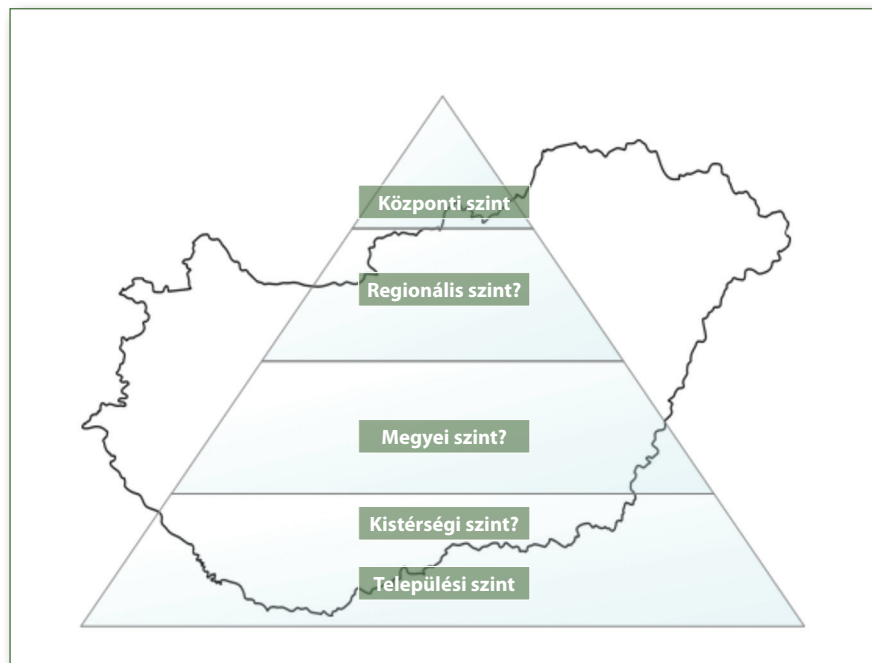 Központi szint
Regionális szint?
Megyei szint?
Kistérségi szint?
Települési szint